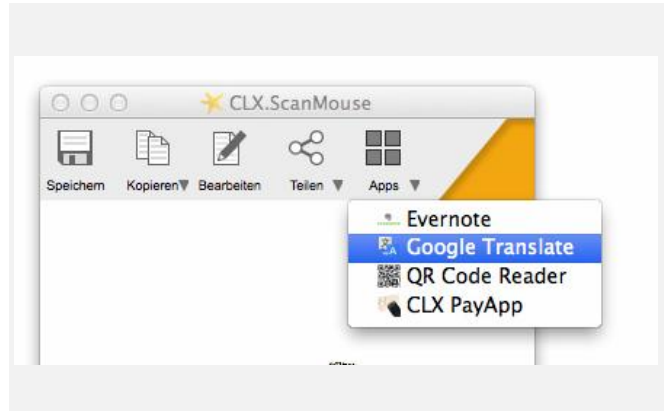 CLX.ScanMouse
Speichern Kopieren Bearbeiten Teilen Apps
Evernote
Google Translate
QR Code Reader
CLX PayApp